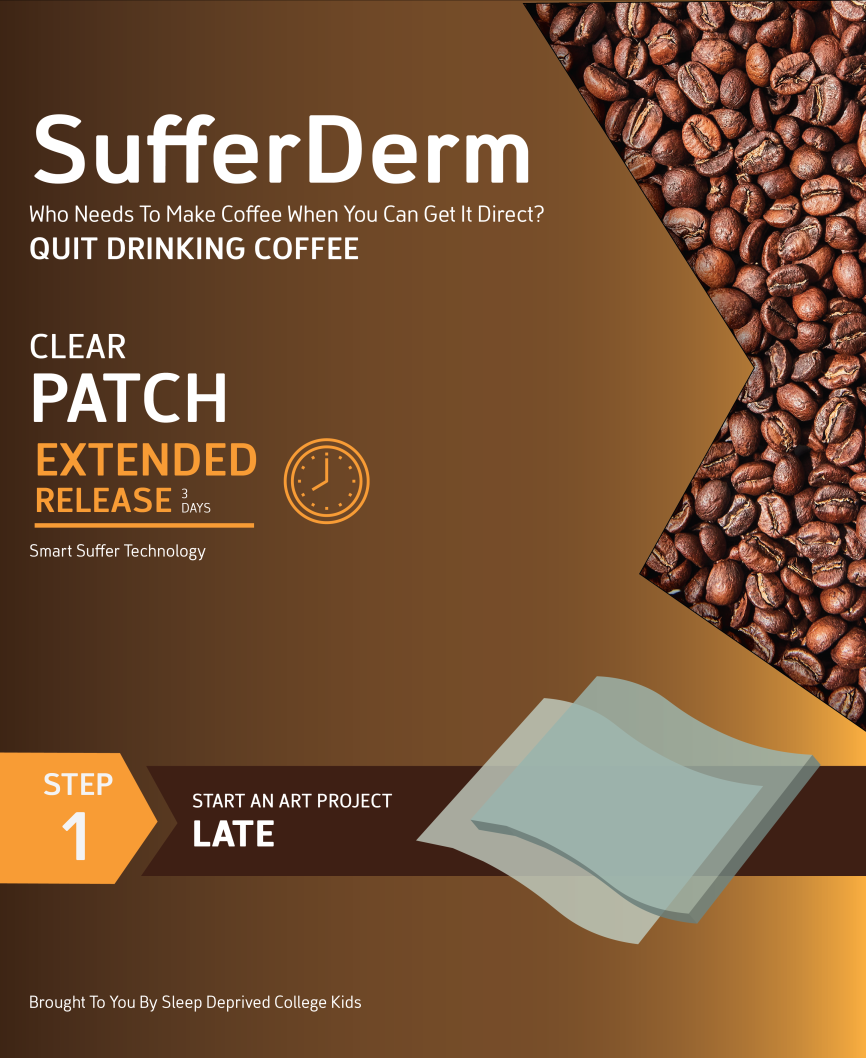 SufferDerm
Who Needs To Make Coffee When You Can Get It Direct?
QUIT DRINKING COFFEE
CLEAR
PATCH
EXTENDED
RELEASE 3
DAYS
Smart Suffer Technology
STEP
1
START AN ART PROJECT
LATE
Brought To You By Sleep Deprived College Kids